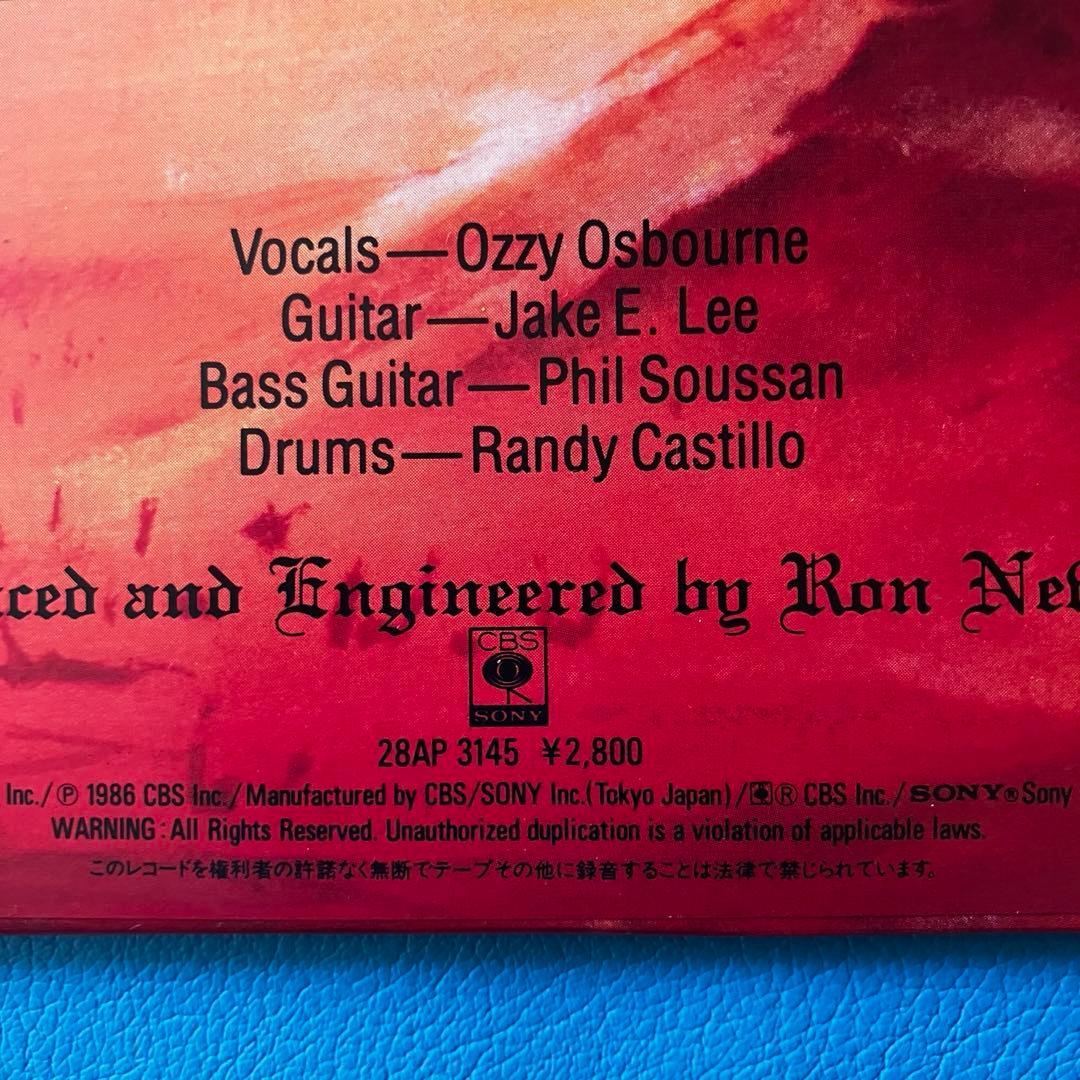 Vocals—Ozzy Osbourne
Guitar—Jake E. Lee
Bass Guitar—Phil Soussan
Drums—Randy Castillo
ced and Engineered by Ron Ne
CBS
SONY
28AP 3145 ¥2,800
Inc./Ⓟ 1986 CBS Inc./Manufactured by CBS/SONY Inc.(Tokyo Japan)/® CBS Inc./SONY®Sony
WARNING:All Rights Reserved. Unauthorized duplication is a violation of applicable laws.
このレコードを権利者の許諾なく無断でテープその他に録音することは法律で禁じられています。